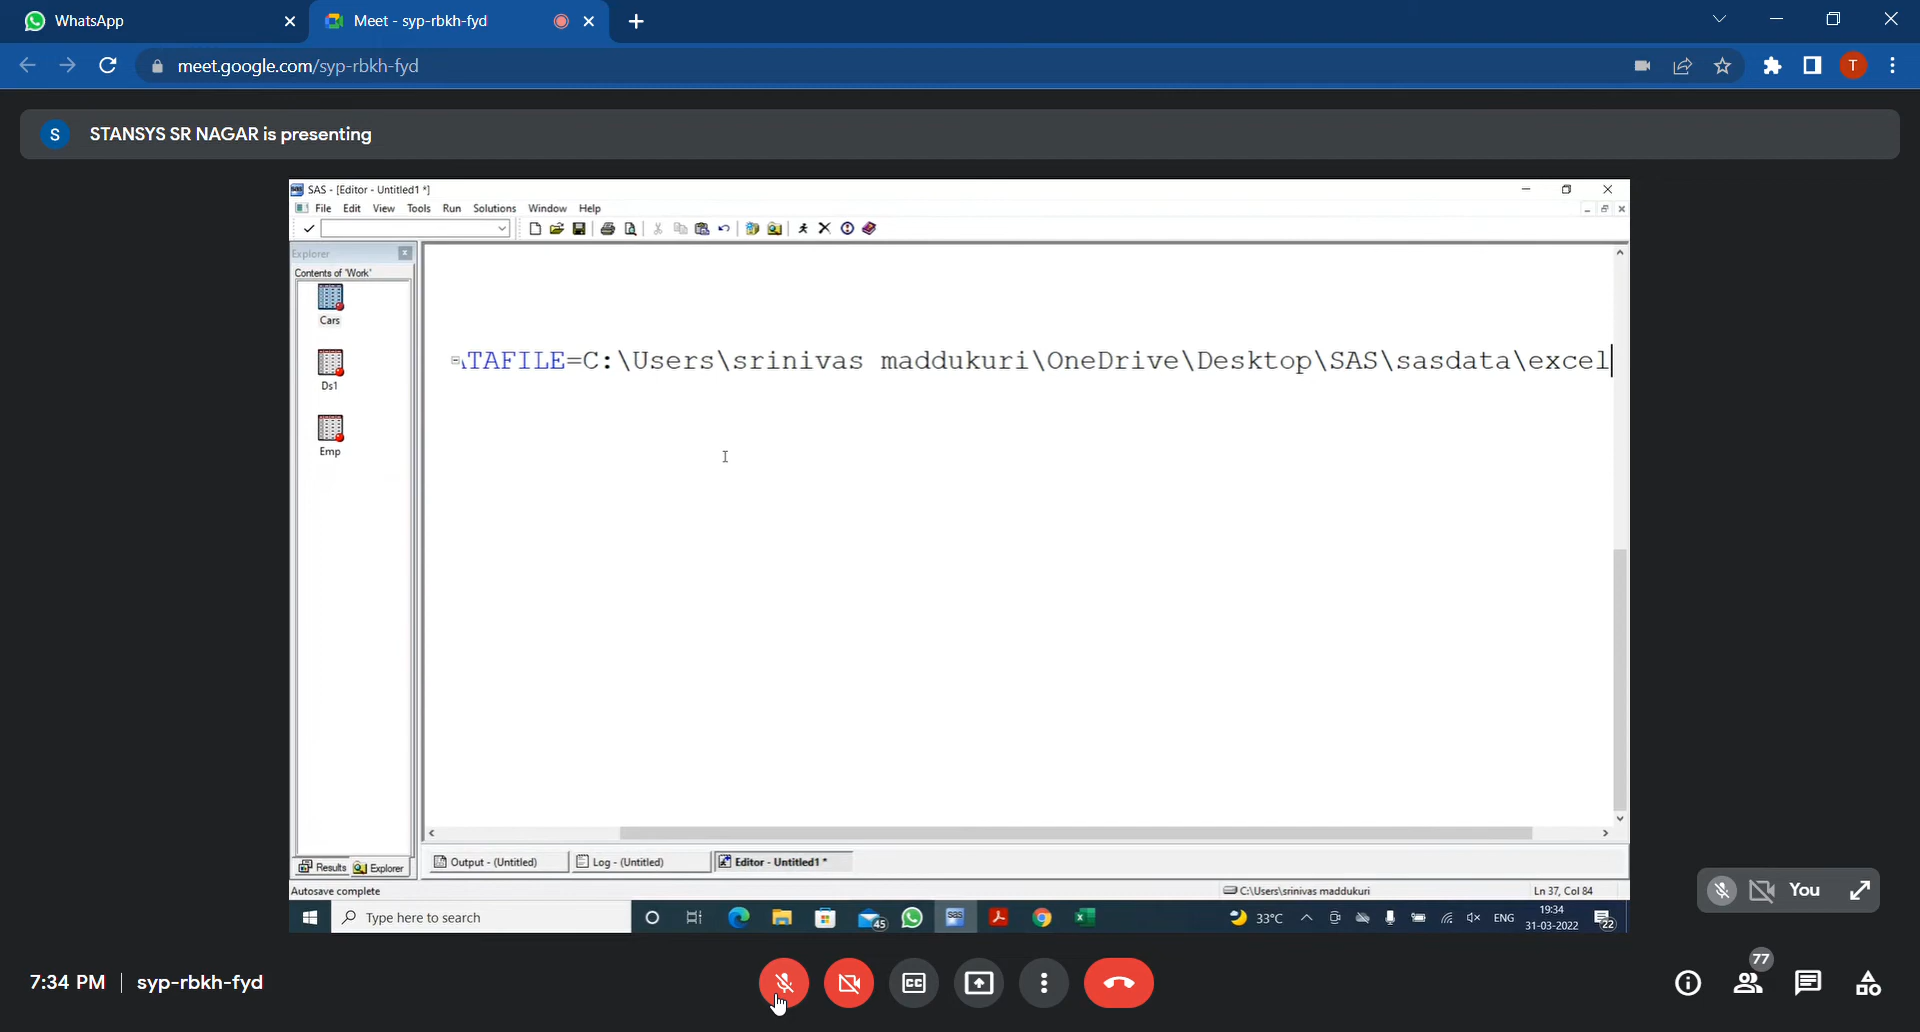 WhatsApp
Meet - syp-rbkh-fyd
meet.google.com/syp-rbkh-fyd
T
S STANSYS SR NAGAR is presenting
SAS - [Editor - Untitled1 *]
File Edit View Tools Run Solutions Window Help
Explorer
Contents of 'Work'
Cars
Ds1
Emp
TAFILE=C:\Users\srinivas maddukuri\OneDrive\Desktop\SAS\sasdata\excel
Results Explorer
Output - (Untitled) Log - (Untitled) Editor - Untitled1 *
Autosave complete C:\Users\srinivas maddukuri Ln 37, Col 84
Type here to search 45 sas 33°C ENG 19:34 31-03-2022 22
You
7:34 PM syp-rbkh-fyd
CC
77